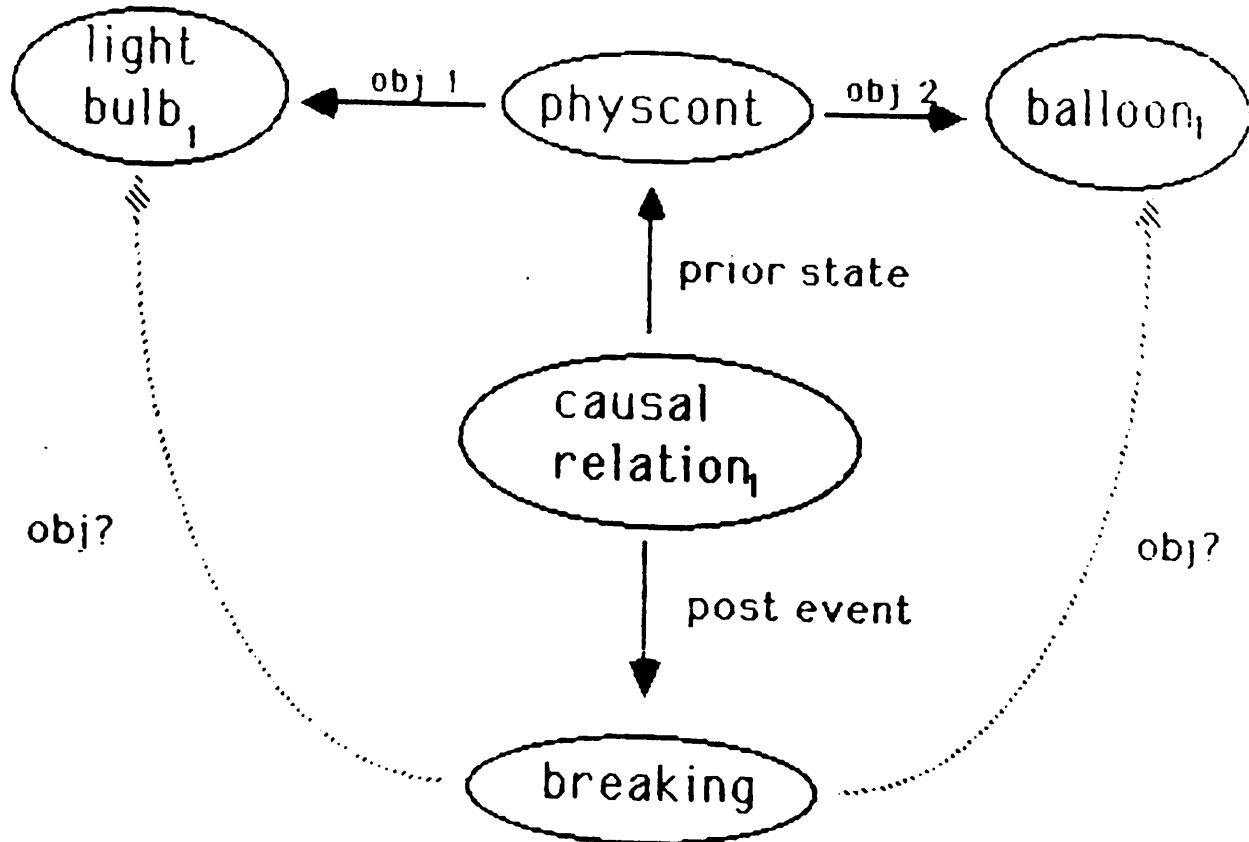 light
bulb₁
obj 1
physcont
obj 2
balloon₁
prior state
causal
relation₁
obj?
obj?
post event
breaking